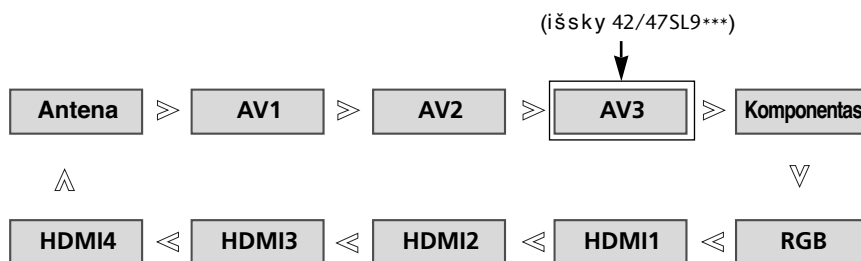 (išsky 42/47SL9***)
Antena AV1 AV2 AV3 Komponentas
HDMI4 HDMI3 HDMI2 HDMI1 RGB